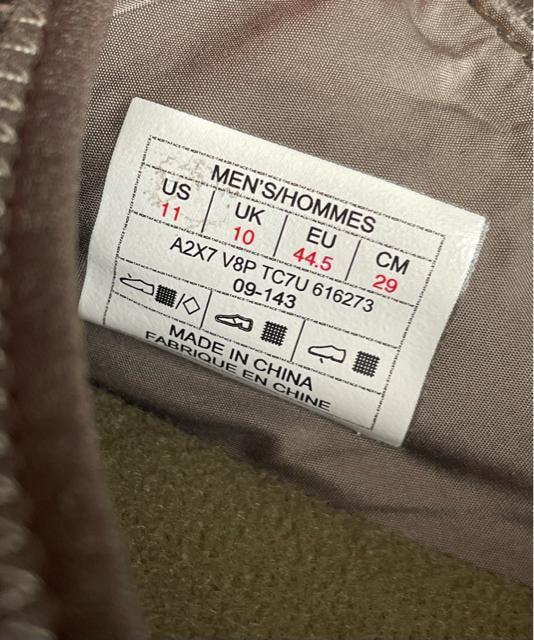 MEN'S/HOMMES
US UK EU CM
11 10 44.5 29
A2X7 V8P TC7U 616273
09-143
MADE IN CHINA
FABRIQUE EN CHINE